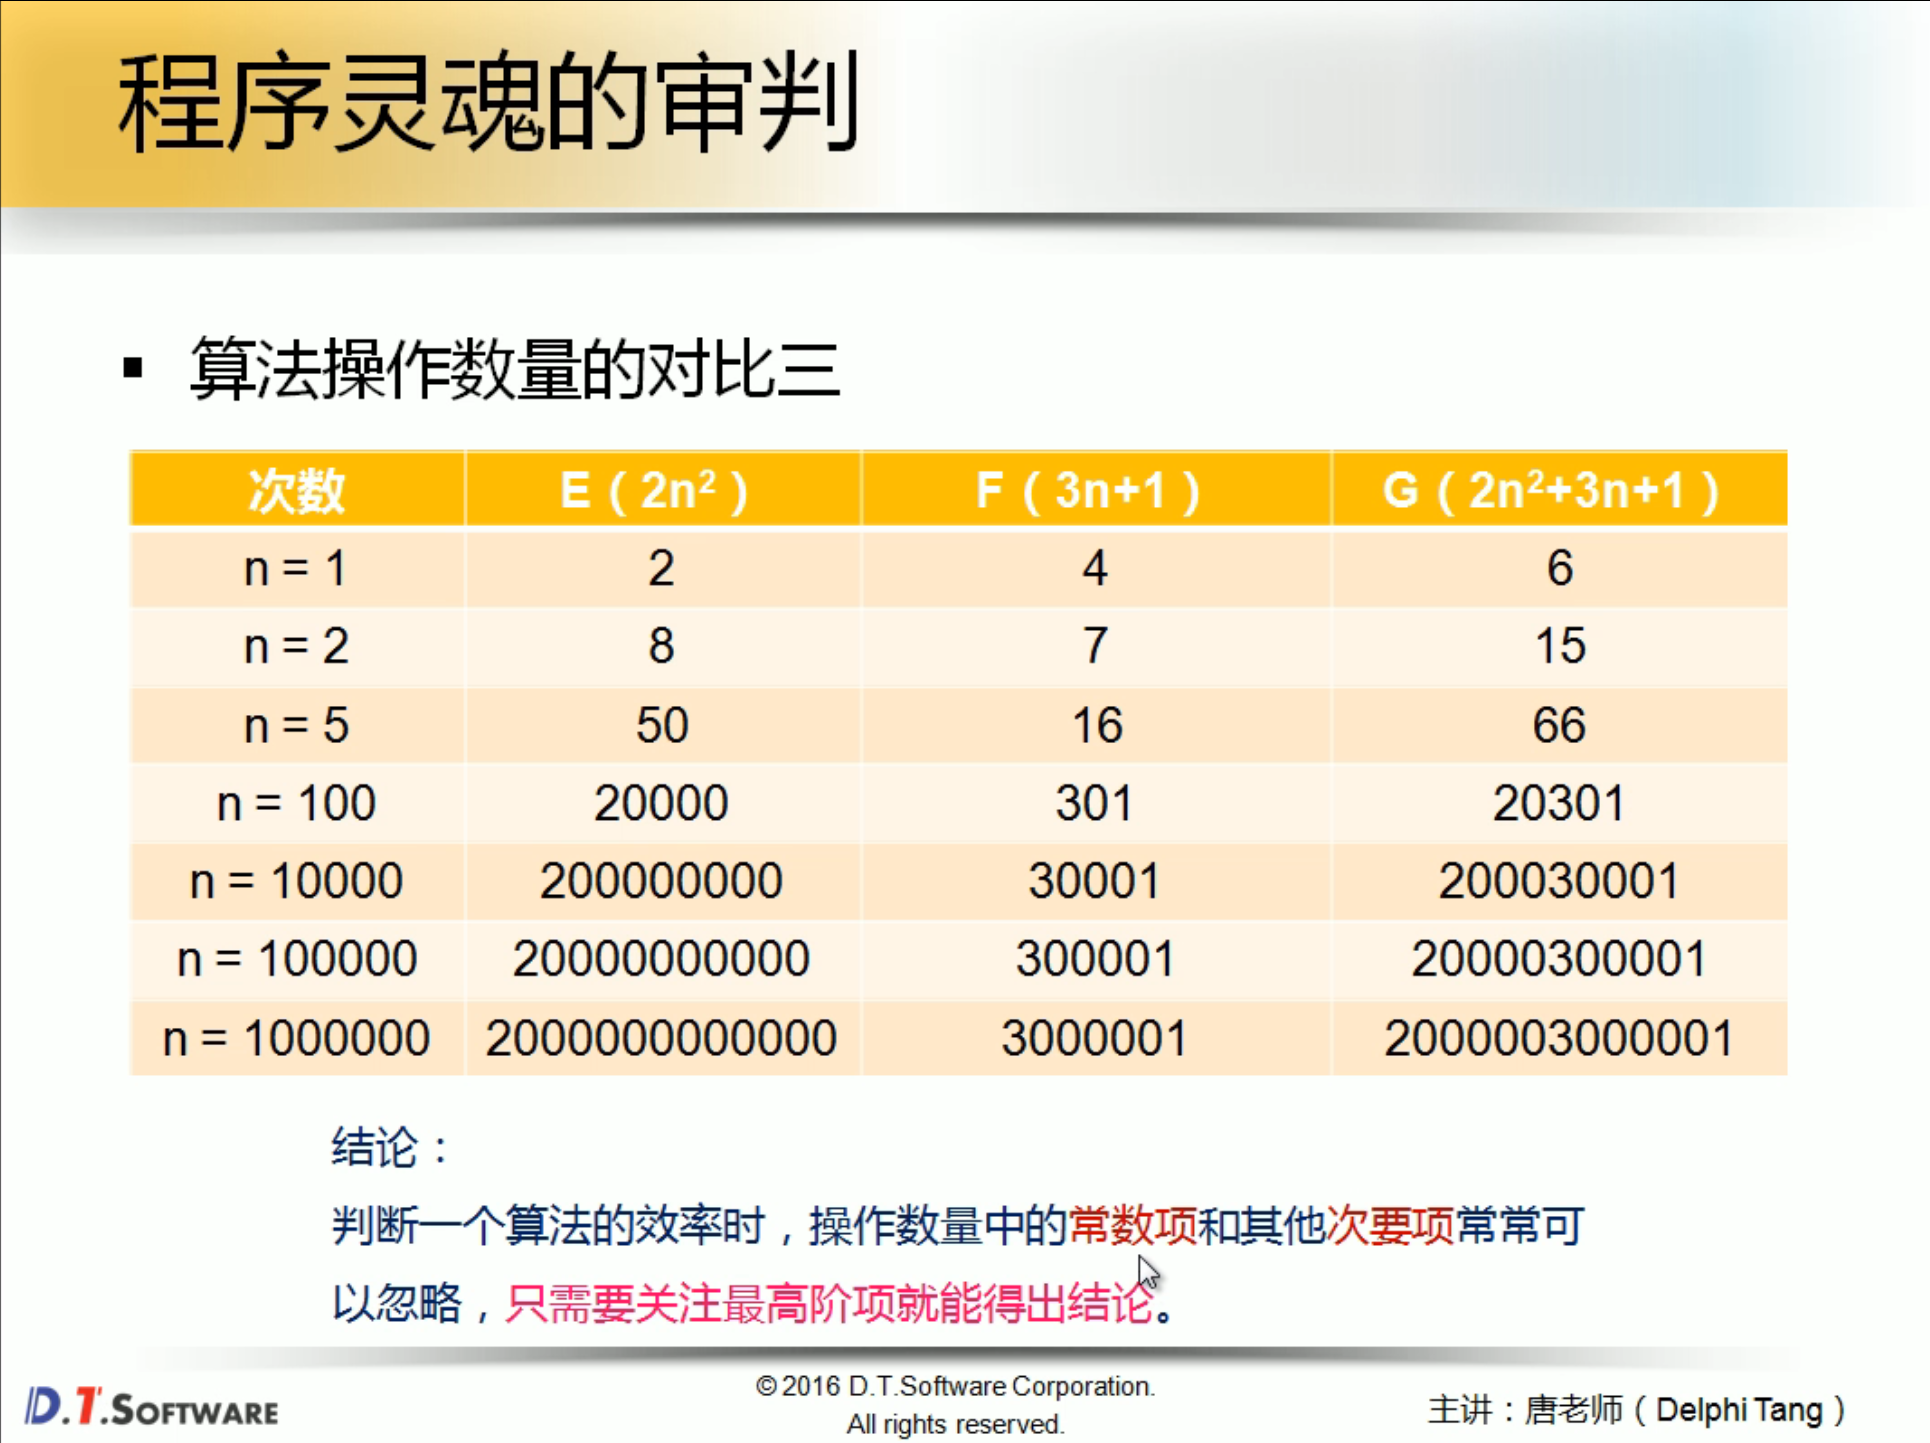 程序灵魂的审判
▪ 算法操作数量的对比三
次数 E（2n²） F（3n+1） G（2n²+3n+1）
n = 1 2 4 6
n = 2 8 7 15
n = 5 50 16 66
n = 100 20000 301 20301
n = 10000 200000000 30001 200030001
n = 100000 20000000000 300001 20000300001
n = 1000000 2000000000000 3000001 2000003000001
结论：
判断一个算法的效率时，操作数量中的常数项和其他次要项常常可
以忽略，只需要关注最高阶项就能得出结论。
D.T.SOFTWARE
© 2016 D.T.Software Corporation.
All rights reserved.
主讲：唐老师（Delphi Tang）